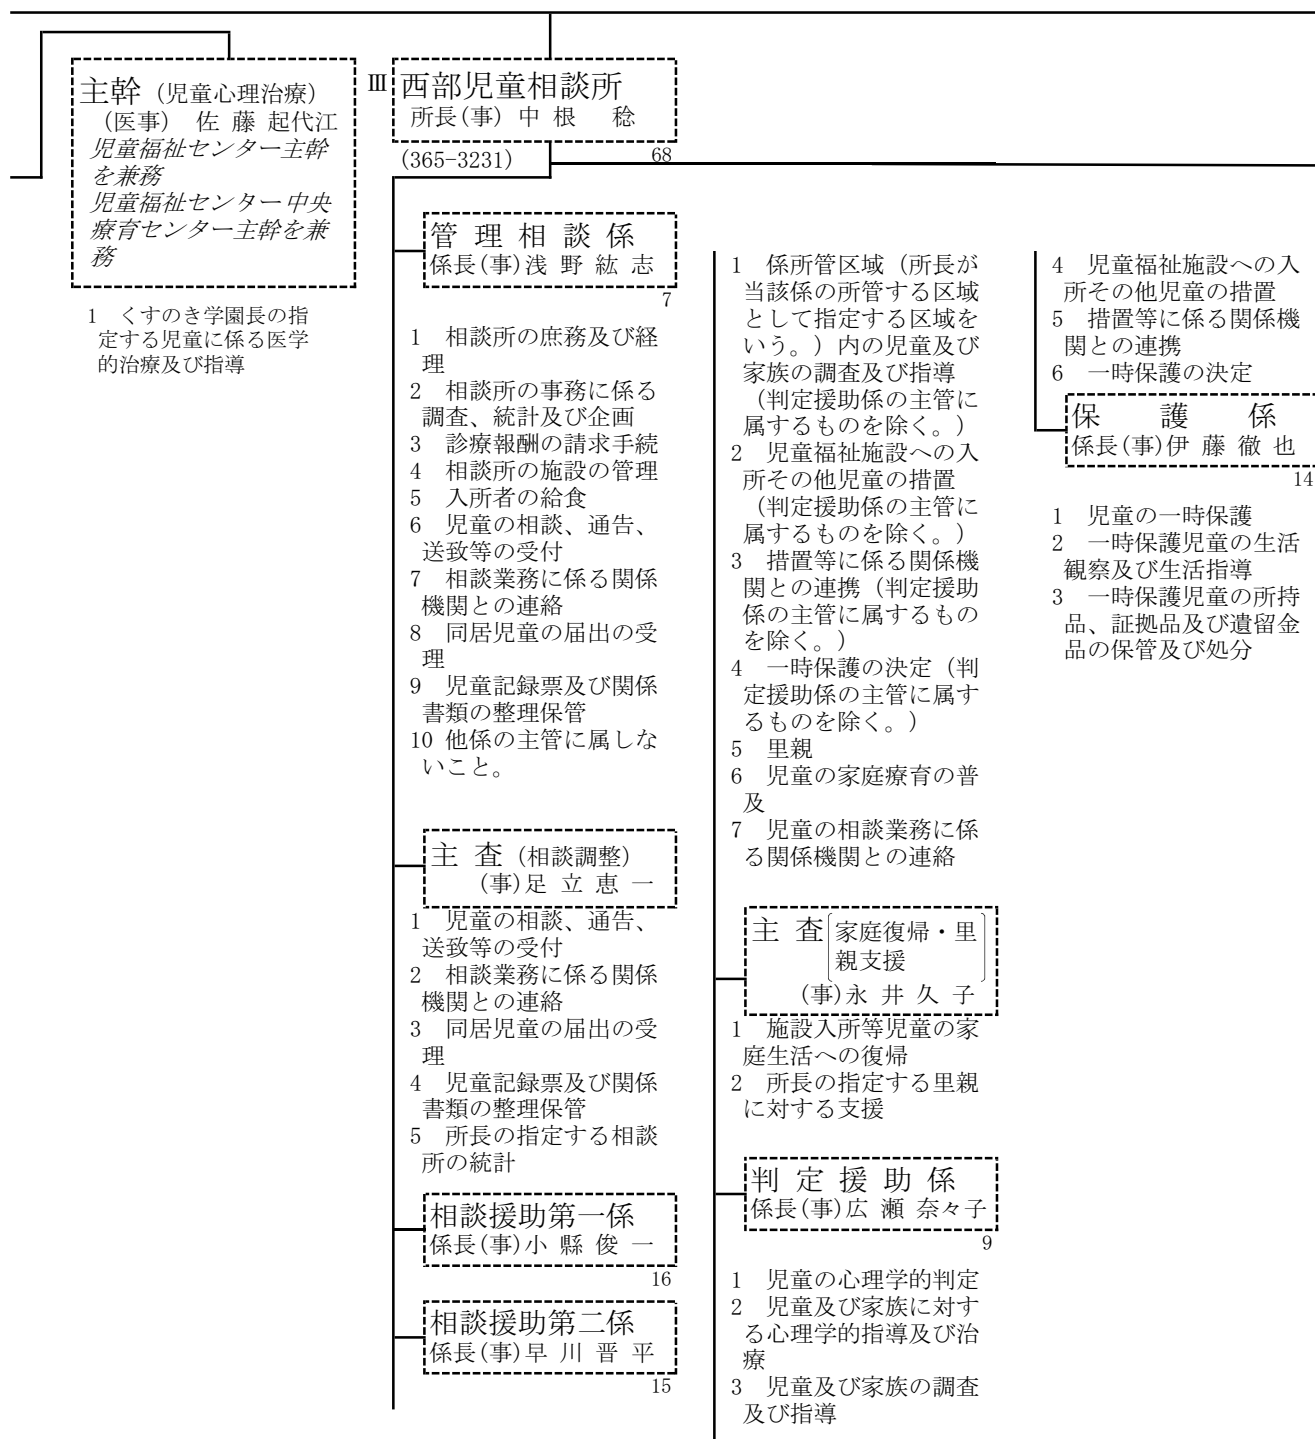 主幹（児童心理治療）
（医事） 佐 藤 起代江
児童福祉センター主幹
を兼務
児童福祉センター中央
療育センター主幹を兼
務
1　くすのき学園長の指
定する児童に係る医学
的治療及び指導
Ⅲ 西部児童相談所
所長(事) 中 根　稔
(365-3231)
68
管 理 相 談 係
係長(事)浅 野 紘 志
7
1　相談所の庶務及び経
理
2　相談所の事務に係る
調査、統計及び企画
3　診療報酬の請求手続
4　相談所の施設の管理
5　入所者の給食
6　児童の相談、通告、
送致等の受付
7　相談業務に係る関係
機関との連絡
8　同居児童の届出の受
理
9　児童記録票及び関係
書類の整理保管
10 他係の主管に属しな
いこと。
主 査（相談調整）
(事)足 立 恵 一
1　児童の相談、通告、
送致等の受付
2　相談業務に係る関係
機関との連絡
3　同居児童の届出の受
理
4　児童記録票及び関係
書類の整理保管
5　所長の指定する相談
所の統計
相談援助第一係
係長(事)小 縣 俊 一
16
相談援助第二係
係長(事)早 川 晋 平
15
1　係所管区域（所長が
当該係の所管する区域
として指定する区域を
いう。）内の児童及び
家族の調査及び指導
（判定援助係の主管に
属するものを除く。）
2　児童福祉施設への入
所その他児童の措置
（判定援助係の主管に
属するものを除く。）
3　措置等に係る関係機
関との連携（判定援助
係の主管に属するもの
を除く。）
4　一時保護の決定（判
定援助係の主管に属す
るものを除く。）
5　里親
6　児童の家庭療育の普
及
7　児童の相談業務に係
る関係機関との連絡
主 査 家庭復帰・里
親支援
(事)永 井 久 子
1　施設入所等児童の家
庭生活への復帰
2　所長の指定する里親
に対する支援
判 定 援 助 係
係長(事)広 瀬 奈々子
9
1　児童の心理学的判定
2　児童及び家族に対す
る心理学的指導及び治
療
3　児童及び家族の調査
及び指導
4　児童福祉施設への入
所その他児童の措置
5　措置等に係る関係機
関との連携
6　一時保護の決定
保　護　係
係長(事)伊 藤 徹 也
14
1　児童の一時保護
2　一時保護児童の生活
観察及び生活指導
3　一時保護児童の所持
品、証拠品及び遺留金
品の保管及び処分